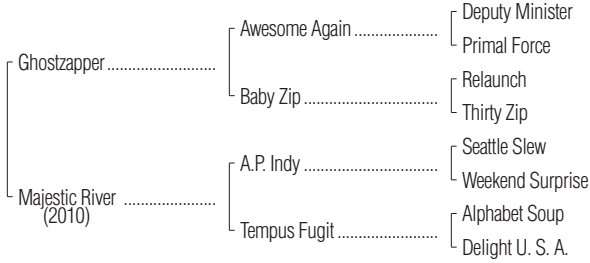 Deputy Minister
Awesome Again ....................
Primal Force
Ghostzapper ..........................
Relaunch
Baby Zip ................................
Thirty Zip
Seattle Slew
A.P. Indy ................................
Weekend Surprise
Majestic River ......................
(2010)
Alphabet Soup
Tempus Fugit ........................
Delight U. S. A.